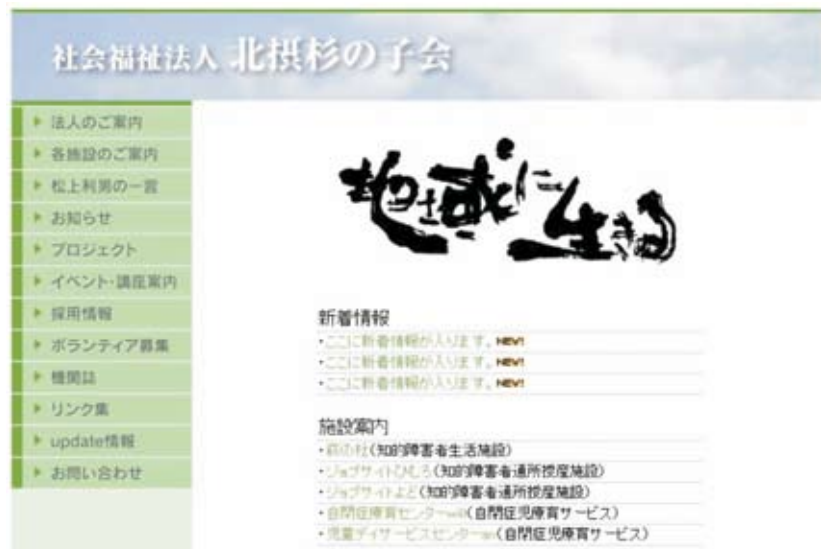 社会福祉法人 北摂杉の子会
法人のご案内
各施設のご案内
松上利男の一言
お知らせ
プロジェクト
イベント・講座案内
採用情報
ボランティア募集
機関誌
リンク集
update情報
お問い合わせ
地域に生きる
新着情報
・ここに新着情報が入ります。NEW!
・ここに新着情報が入ります。NEW!
・ここに新着情報が入ります。NEW!
施設案内
・萩の杜(知的障害者生活施設)
・ジョブサイトひむろ(知的障害者通所授産施設)
・ジョブサイトよど(知的障害者通所授産施設)
・自閉症療育センターwill(自閉症児療育サービス)
・児童デイサービスセンターan(自閉症児療育サービス)